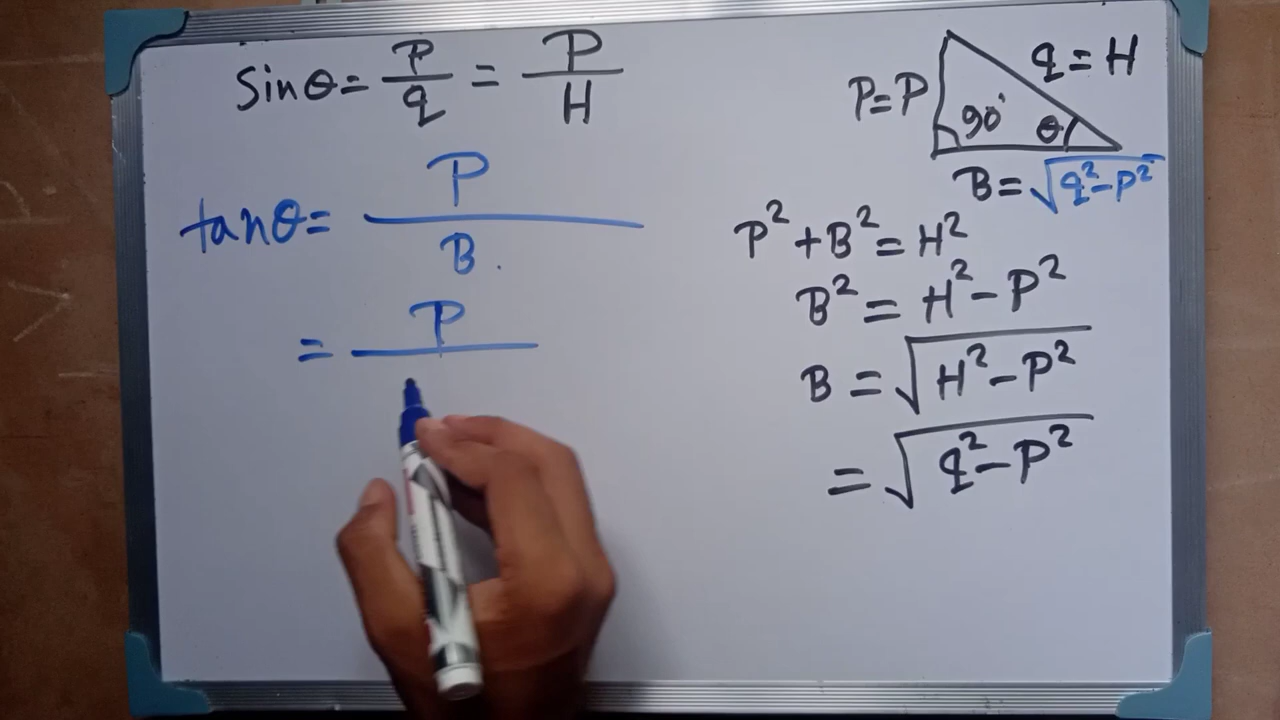 sinθ = P/q = P/H
tanθ = P/B
= P/
P=P
q=H
90°
θ
B = √q²-P²
P²+B²=H²
B² = H²-P²
B = √H²-P²
= √q²-P²